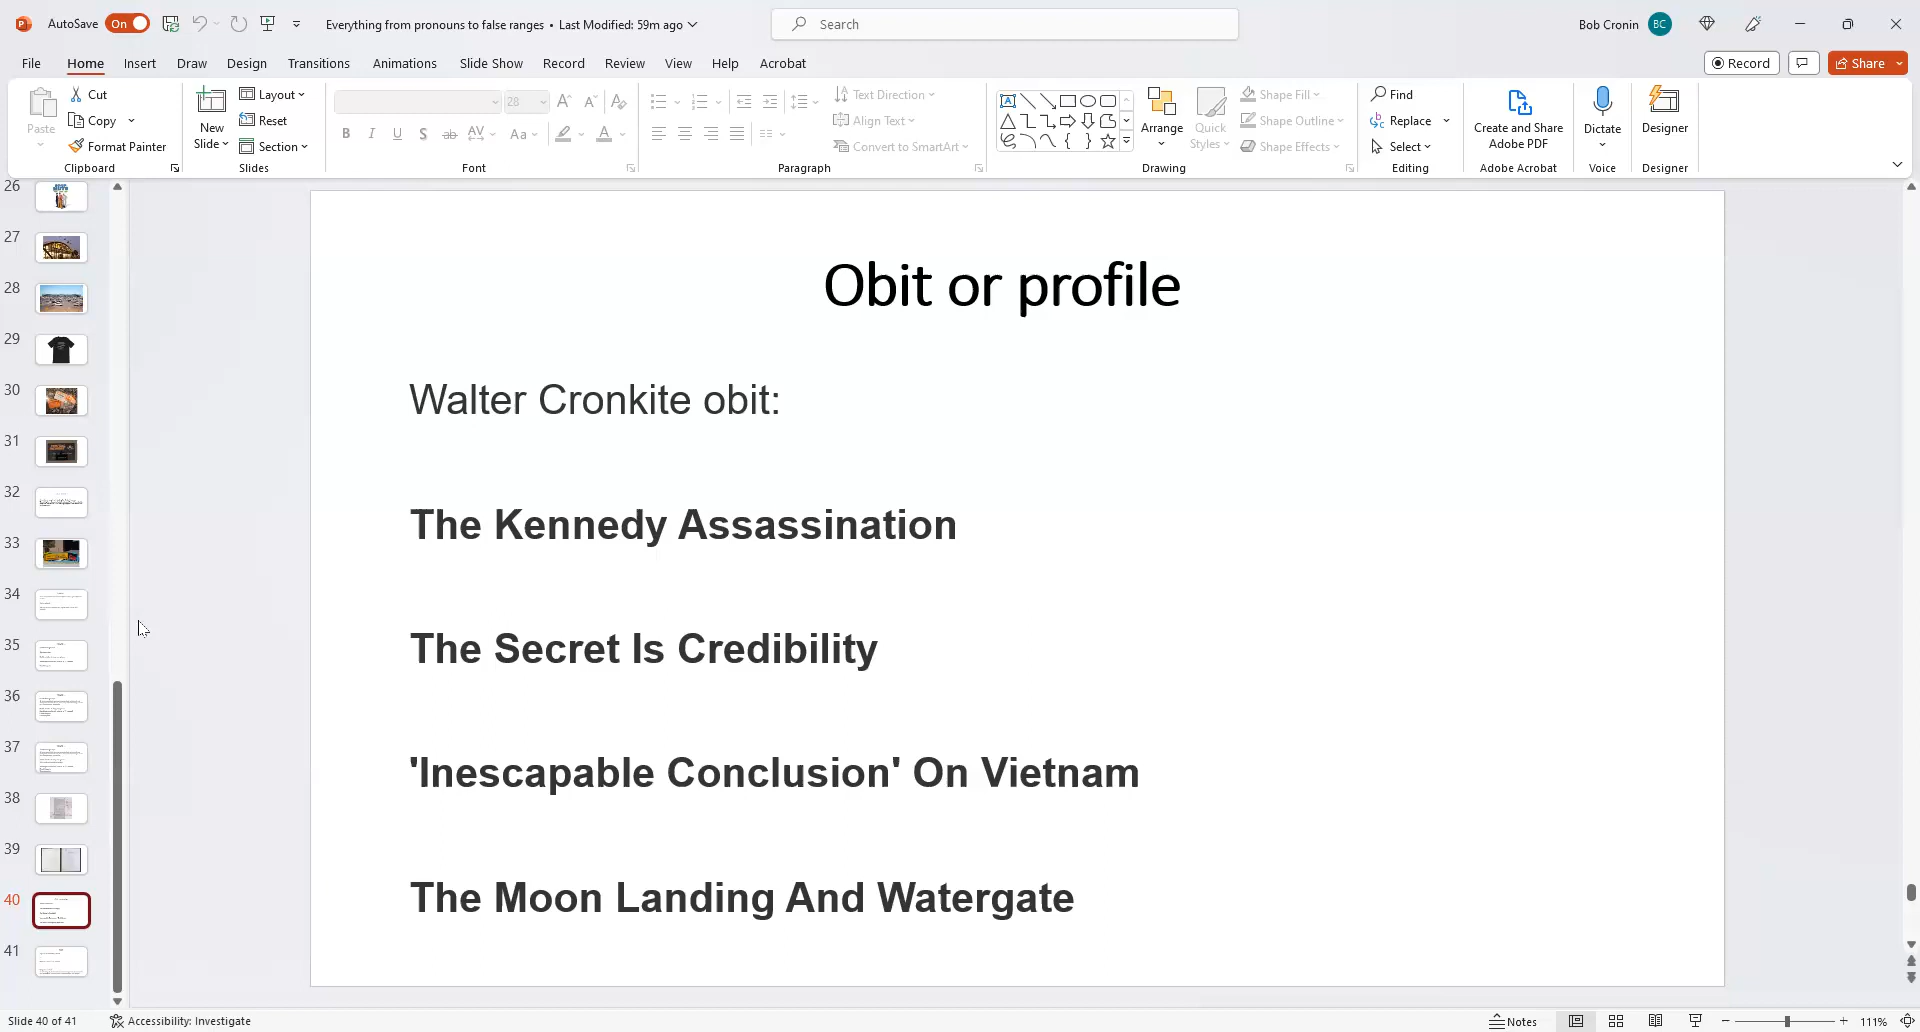 AutoSave On Everything from pronouns to false ranges • Last Modified: 59m ago Search Bob Cronin BC
File Home Insert Draw Design Transitions Animations Slide Show Record Review View Help Acrobat Record Share
Paste Cut Copy Format Painter Clipboard
New Slide Layout Reset Section Slides
28 B I U S ab AV Aa A Font
Text Direction Align Text Convert to SmartArt Paragraph
Arrange Quick Styles Shape Fill Shape Outline Shape Effects Drawing
Find Replace Select Editing
Create and Share Adobe PDF Adobe Acrobat
Dictate Voice
Designer Designer
26
27
28
29
30
31
32
33
34
35
36
37
38
39
40
41
Obit or profile
Walter Cronkite obit:
The Kennedy Assassination
The Secret Is Credibility
'Inescapable Conclusion' On Vietnam
The Moon Landing And Watergate
Slide 40 of 41 Accessibility: Investigate Notes 111%